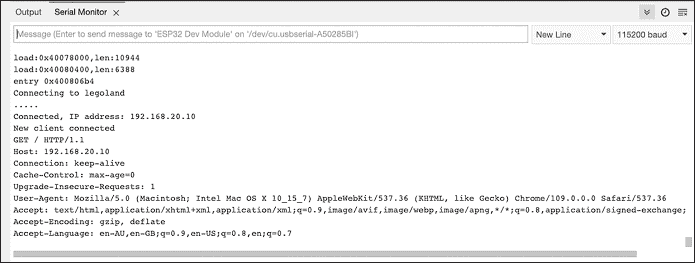 Output Serial Monitor ×
Message (Enter to send message to 'ESP32 Dev Module' on '/dev/cu.usbserial-A50285BI') New Line 115200 baud
load:0x40078000,len:10944
load:0x40080400,len:6388
entry 0x400806b4
Connecting to legoland
.....
Connected, IP address: 192.168.20.10
New client connected
GET / HTTP/1.1
Host: 192.168.20.10
Connection: keep-alive
Cache-Control: max-age=0
Upgrade-Insecure-Requests: 1
User-Agent: Mozilla/5.0 (Macintosh; Intel Mac OS X 10_15_7) AppleWebKit/537.36 (KHTML, like Gecko) Chrome/109.0.0.0 Safari/537.36
Accept: text/html,application/xhtml+xml,application/xml;q=0.9,image/avif,image/webp,image/apng,*/*;q=0.8,application/signed-exchange;
Accept-Encoding: gzip, deflate
Accept-Language: en-AU,en-GB;q=0.9,en-US;q=0.8,en;q=0.7